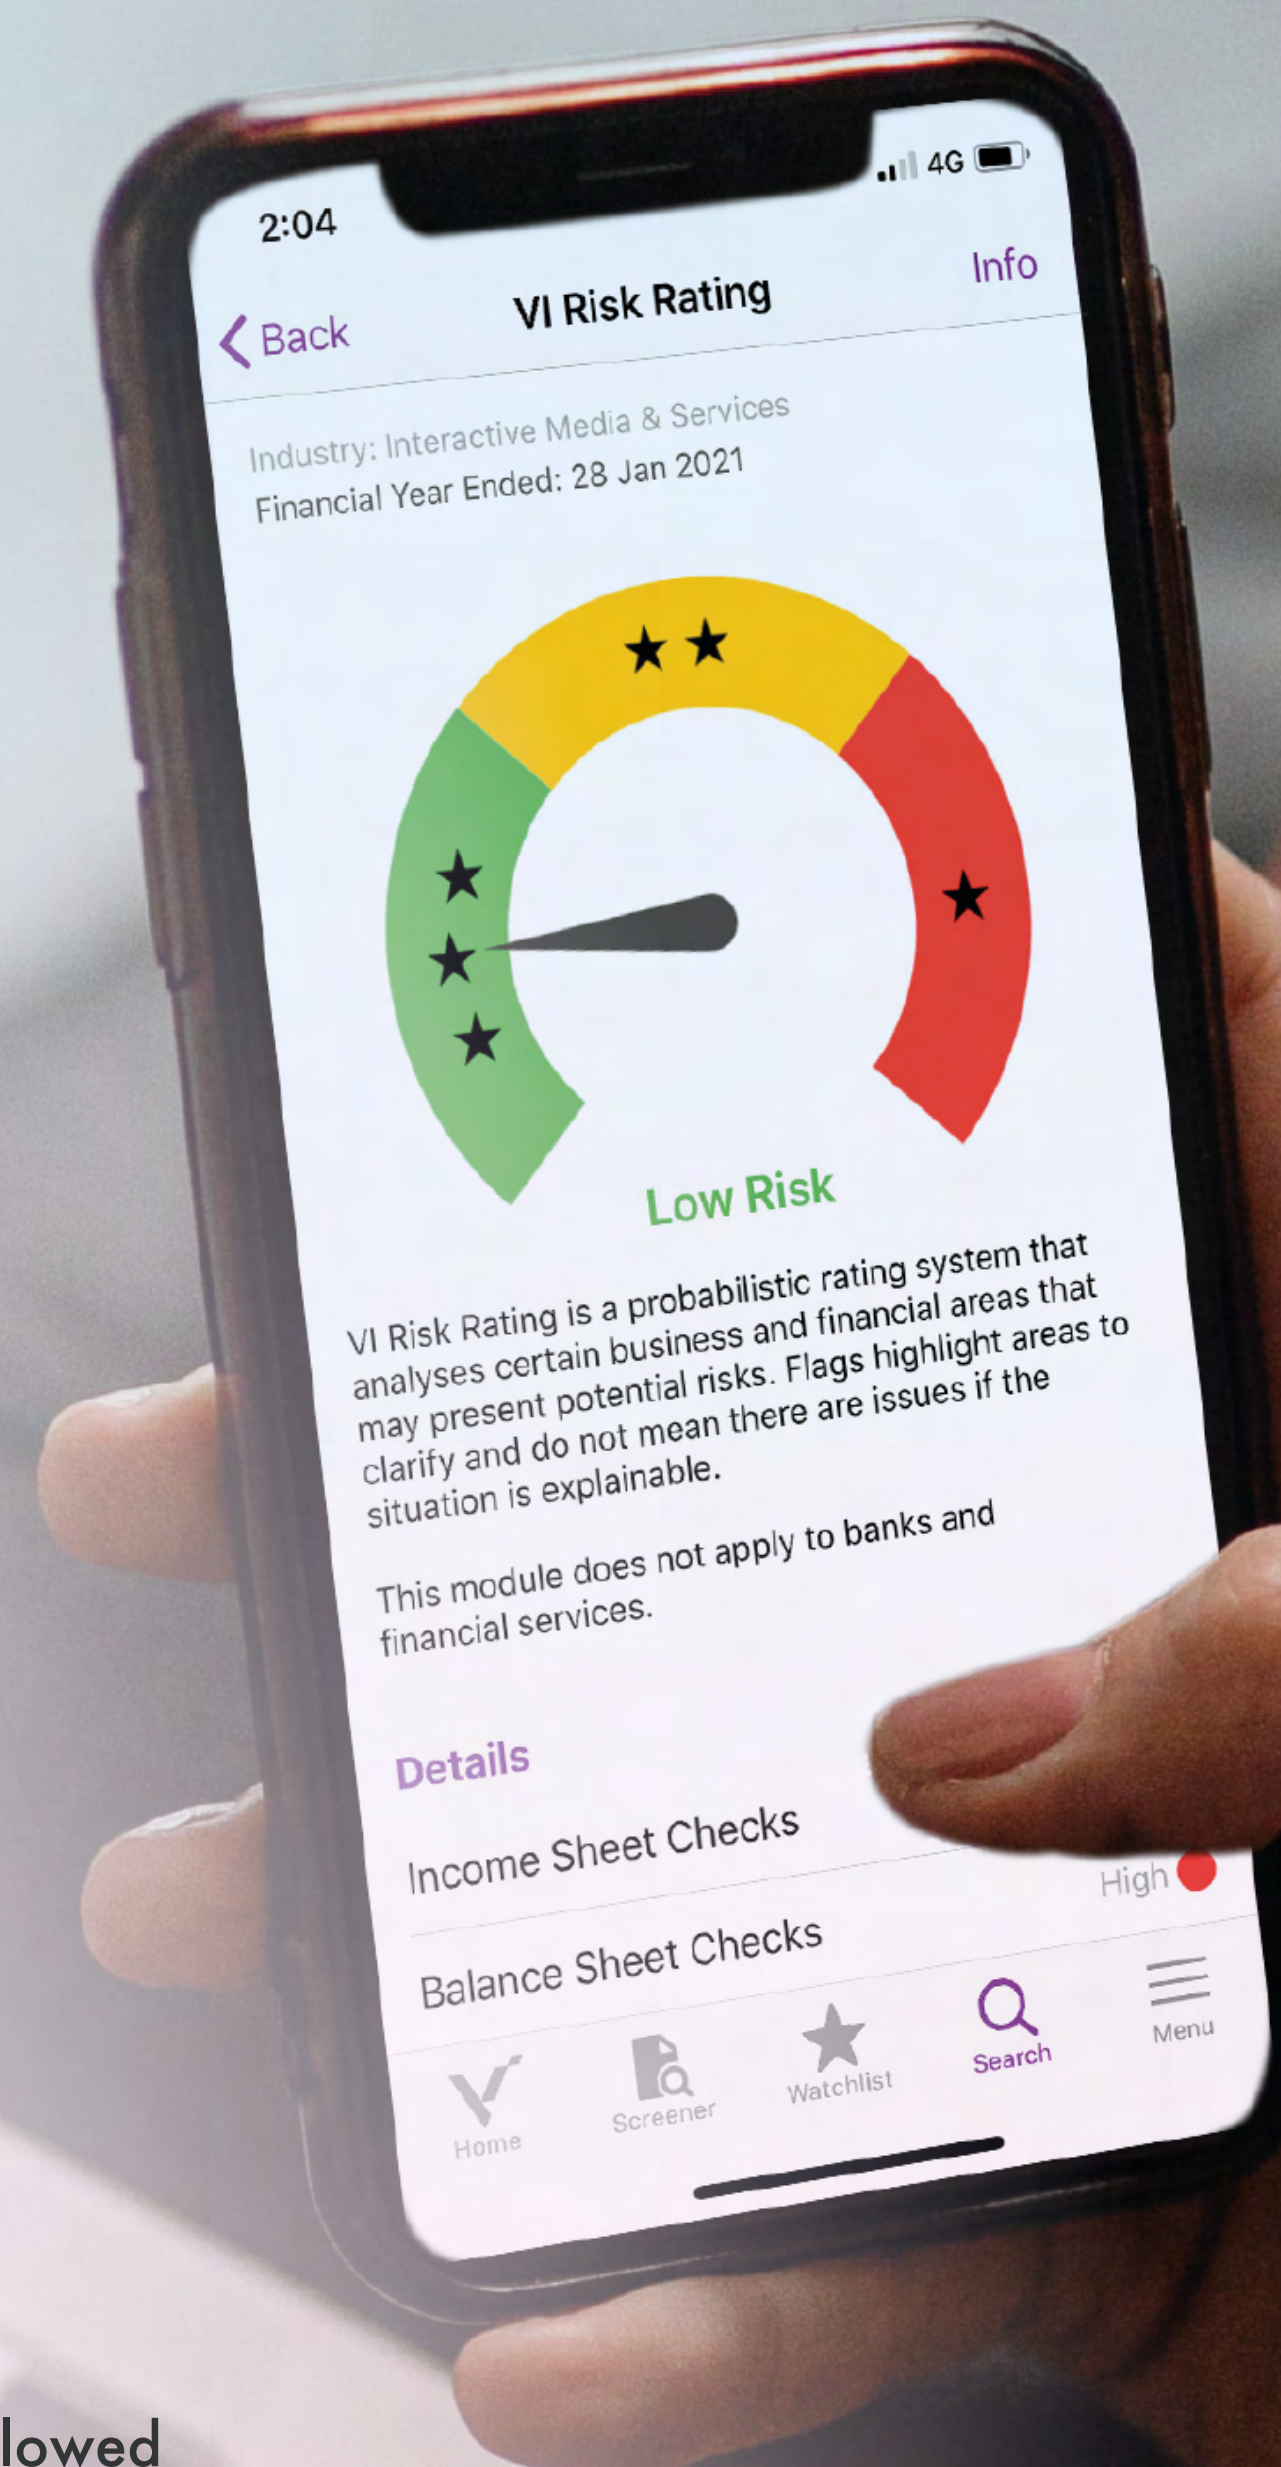 2:04
4G
Back
VI Risk Rating
Info
Industry: Interactive Media & Services
Financial Year Ended: 28 Jan 2021
Low Risk
VI Risk Rating is a probabilistic rating system that
analyses certain business and financial areas that
may present potential risks. Flags highlight areas to
clarify and do not mean there are issues if the
situation is explainable.
This module does not apply to banks and
financial services.
Details
Income Sheet Checks
High
Balance Sheet Checks
Home
Screener
Watchlist
Search
Menu
lowed